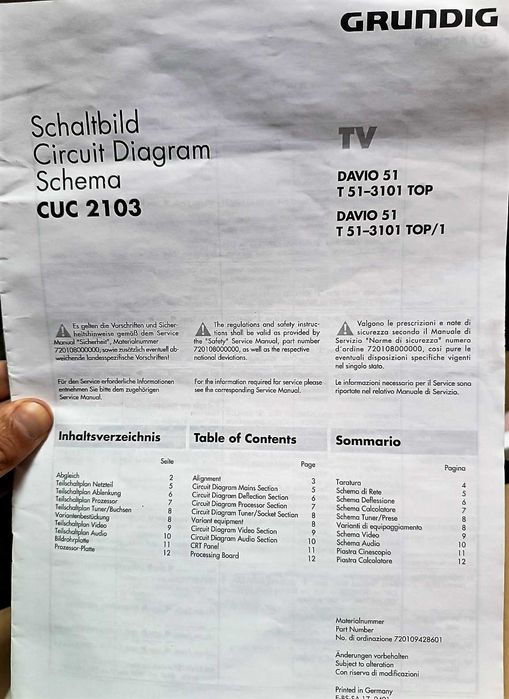 GRUNDIG
Schaltbild
Circuit Diagram
Schema
CUC 2103
TV
DAVIO 51
T 51-3101 TOP
DAVIO 51
T 51-3101 TOP/1
Es gelten die Vorschriften und Sicher-
heitshinweise gemäß dem Service
Manual "Sicherheit", Materialnummer
720108000000, sowie zusätzlich eventuell ab-
weichende landesspezifische Vorschriften!
Für den Service erforderliche Informationen
entnehmen Sie bitte dem zugehörigen
Service Manual.
The regulations and safety instruc-
tions shall be valid as provided by
the "Safety" Service Manual, part number
720108000000, as well as the respective
national deviations.
For the information required for service please
see the corresponding Service Manual.
Valgono le prescrizioni e note di
sicurezza secondo il Manuale di
Servizio "Norme di sicurezza" numero
d'ordine 720108000000, così pure le
eventuali disposizioni specifiche vigenti
nel singolo stato.
Le informazioni necessario per il Service sono
riportate nel relativo Manuale di Servizio.
Inhaltsverzeichnis
Seite
Abgleich 2
Teilschaltplan Netzteil 5
Teilschaltplan Ablenkung 6
Teilschaltplan Prozessor 7
Teilschaltplan Tuner/Buchsen 8
Variantenbestückung 8
Teilschaltplan Video 9
Teilschaltplan Audio 10
Bildrohrplatte 11
Prozessor-Platte 12
Table of Contents
Page
Alignment 3
Circuit Diagram Mains Section 5
Circuit Diagram Deflection Section 6
Circuit Diagram Processor Section 7
Circuit Diagram Tuner/Socket Section 8
Variant equipment 8
Circuit Diagram Video Section 9
Circuit Diagram Audio Section 10
CRT Panel 11
Processing Board 12
Sommario
Pagina
Taratura 4
Schema di Rete 5
Schema Deflessione 6
Schema Calcolatore 7
Schema Tuner/Prese 8
Varianti di equipaggiamento 8
Schema Video 9
Schema Audio 10
Piastra Cinescopio 11
Piastra Calcolatore 12
Materialnummer
Part Number
No. di ordinazione 720109428601
Änderungen vorbehalten
Subject to alteration
Con riserva di modificazioni
Printed in Germany